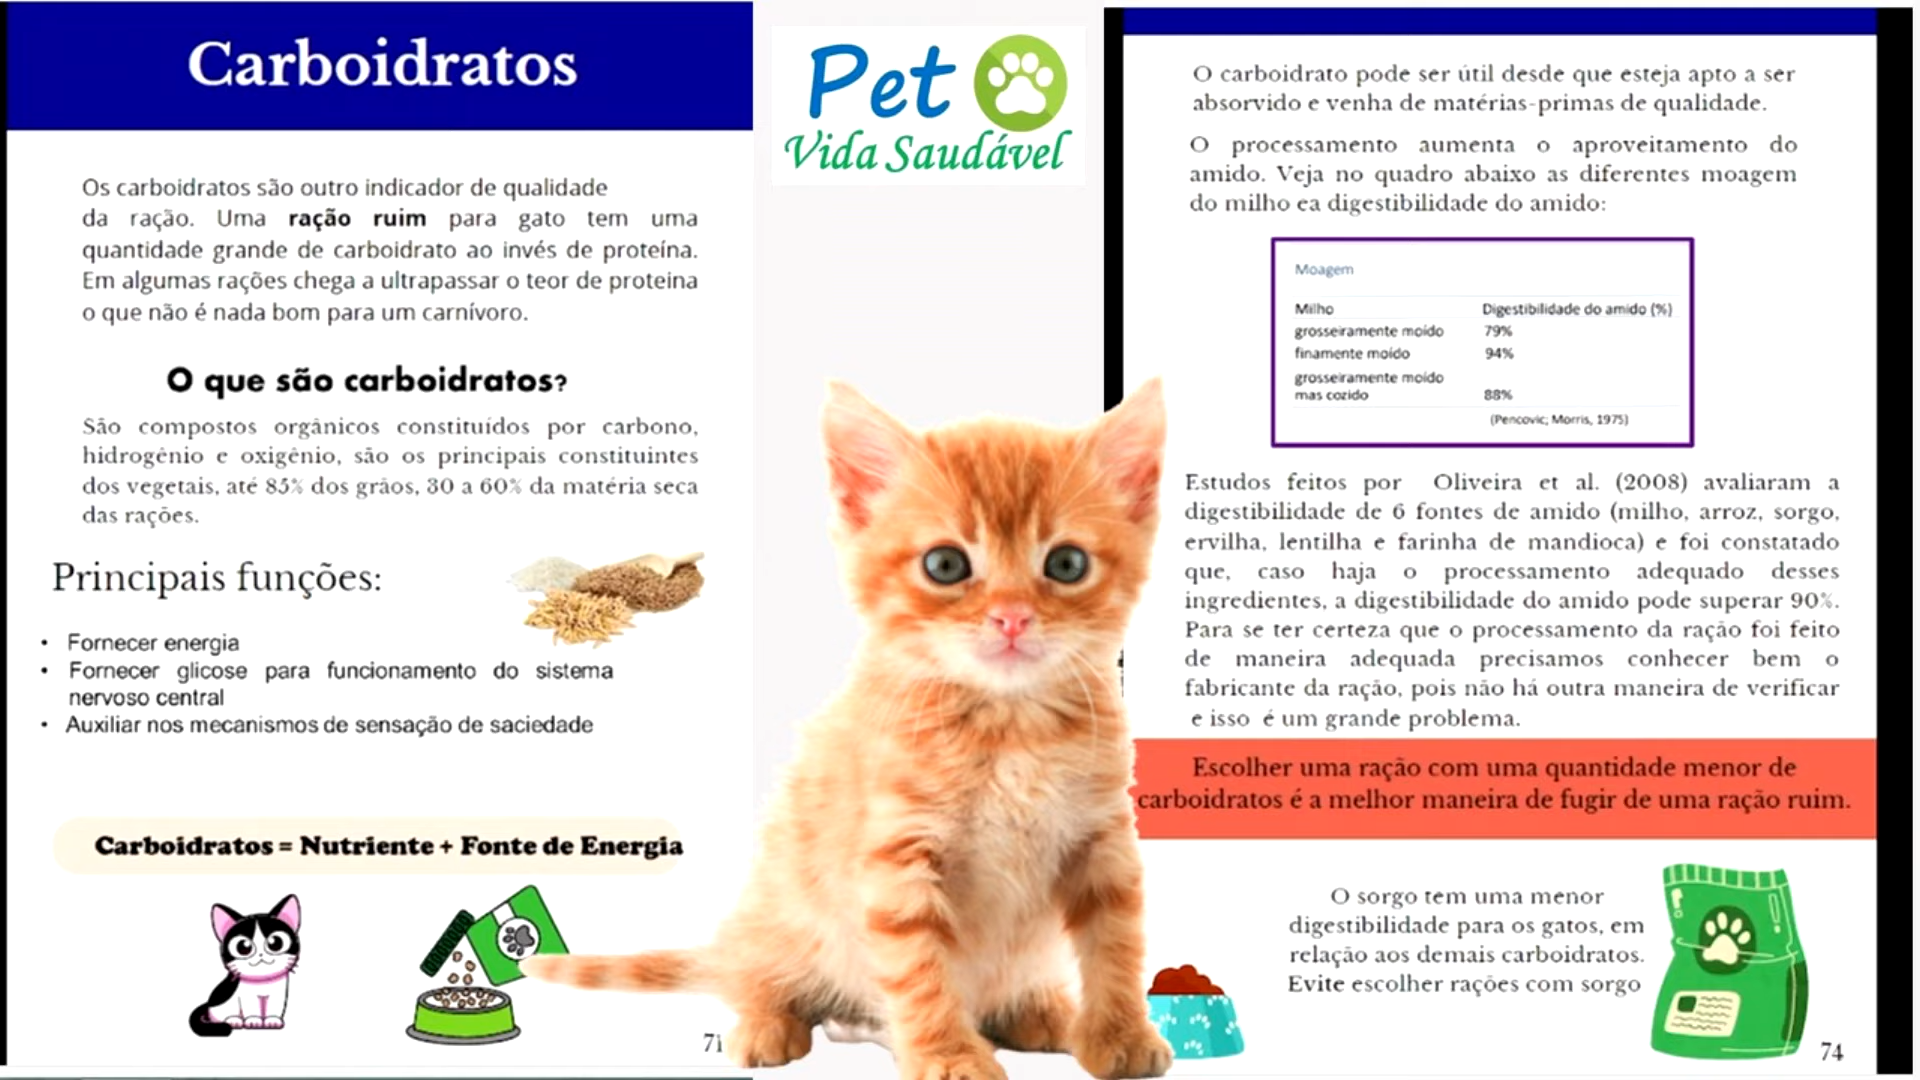 Carboidratos
Os carboidratos são outro indicador de qualidade
da ração. Uma ração ruim para gato tem uma
quantidade grande de carboidrato ao invés de proteína.
Em algumas rações chega a ultrapassar o teor de proteina
o que não é nada bom para um carnívoro.
O que são carboidratos?
São compostos orgânicos constituídos por carbono,
hidrogênio e oxigênio, são os principais constituintes
dos vegetais, até 85% dos grãos, 30 a 60% da matéria seca
das rações.
Principais funções:
• Fornecer energia
• Fornecer glicose para funcionamento do sistema
nervoso central
• Auxiliar nos mecanismos de sensação de saciedade
Carboidratos = Nutriente + Fonte de Energia
71
Pet
Vida Saudável
O carboidrato pode ser útil desde que esteja apto a ser
absorvido e venha de matérias-primas de qualidade.
O processamento aumenta o aproveitamento do
amido. Veja no quadro abaixo as diferentes moagem
do milho ea digestibilidade do amido:
Moagem
Milho Digestibilidade do amido (%)
grosseiramente moído 79%
finamente moído 94%
grosseiramente moído
mas cozido 88%
(Pencovic; Morris, 1975)
Estudos feitos por Oliveira et al. (2008) avaliaram a
digestibilidade de 6 fontes de amido (milho, arroz, sorgo,
ervilha, lentilha e farinha de mandioca) e foi constatado
que, caso haja o processamento adequado desses
ingredientes, a digestibilidade do amido pode superar 90%.
Para se ter certeza que o processamento da ração foi feito
de maneira adequada precisamos conhecer bem o
fabricante da ração, pois não há outra maneira de verificar
e isso é um grande problema.
Escolher uma ração com uma quantidade menor de
carboidratos é a melhor maneira de fugir de uma ração ruim.
O sorgo tem uma menor
digestibilidade para os gatos, em
relação aos demais carboidratos.
Evite escolher rações com sorgo
74